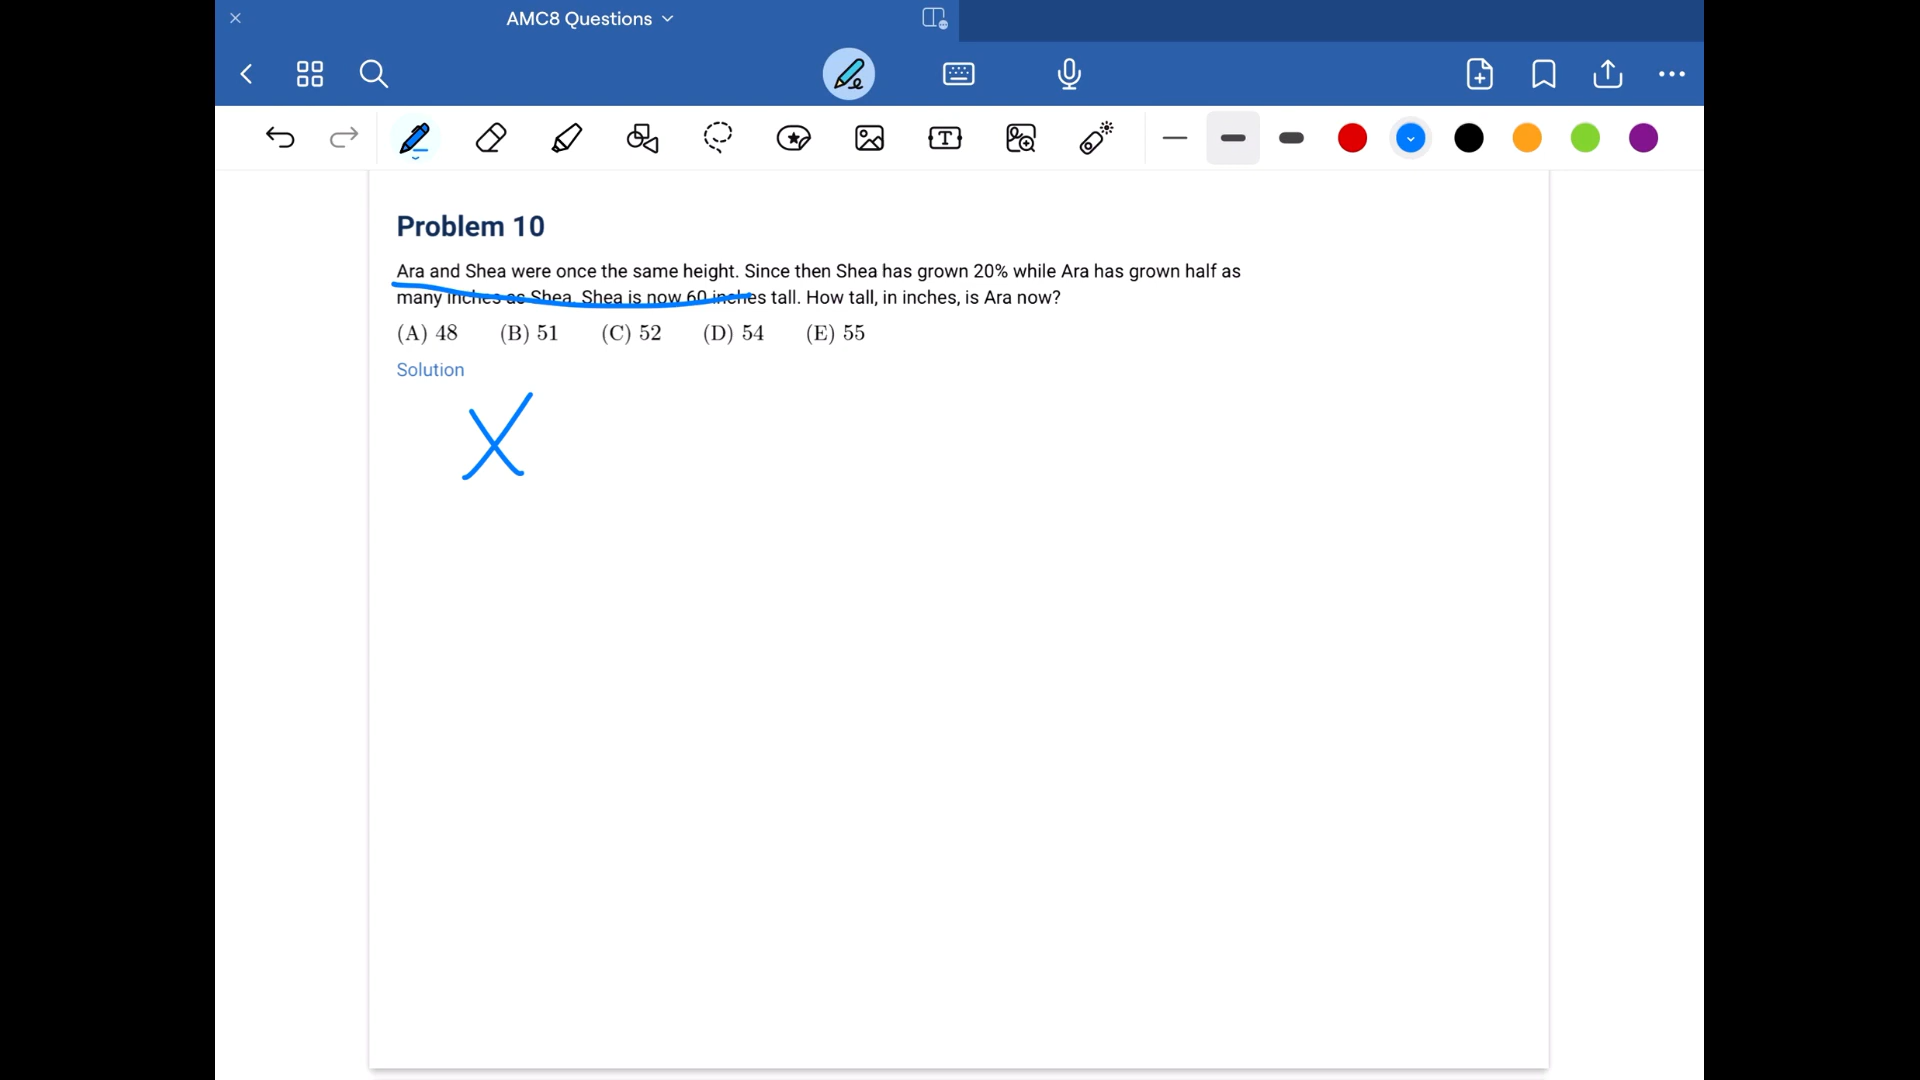 AMC8 Questions
Problem 10
Ara and Shea were once the same height. Since then Shea has grown 20% while Ara has grown half as
many inches as Shea. Shea is now 60 inches tall. How tall, in inches, is Ara now?
(A) 48 (B) 51 (C) 52 (D) 54 (E) 55
Solution
X